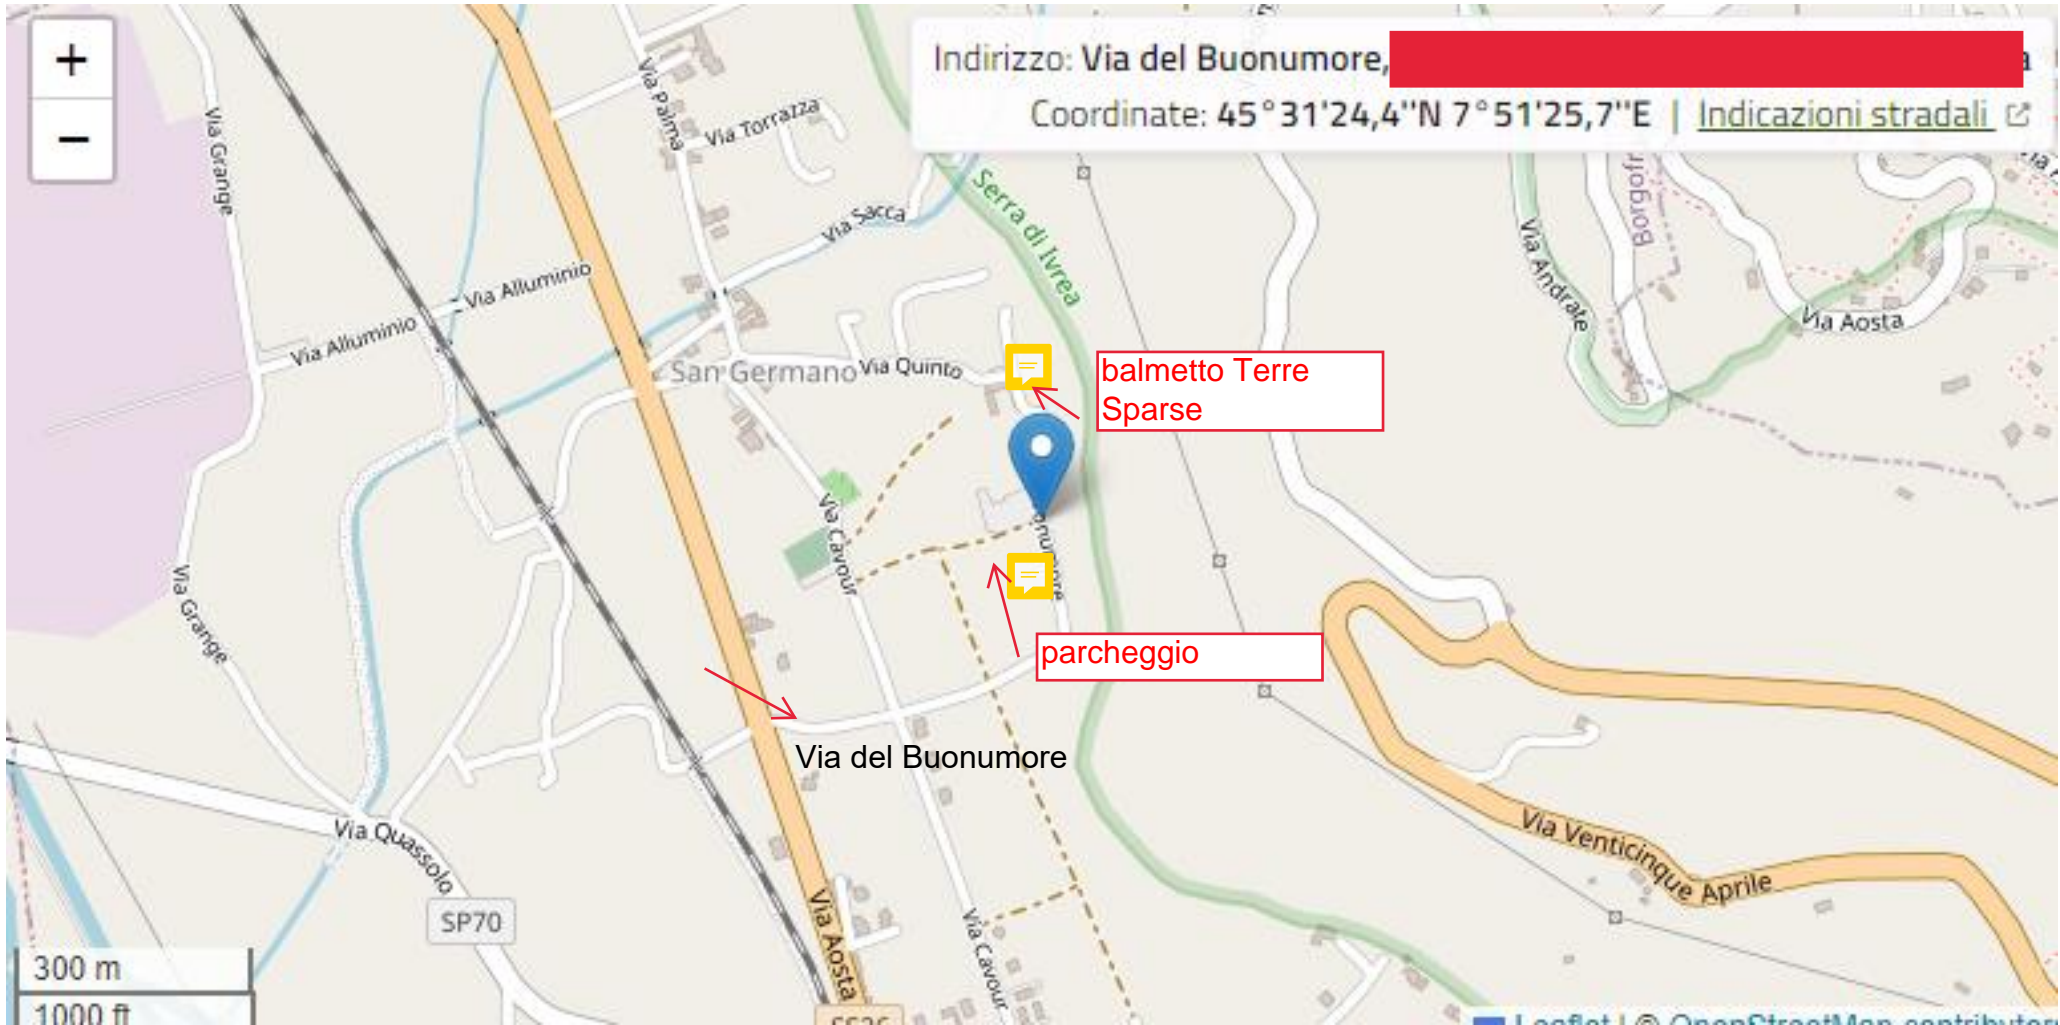 +
−
Indirizzo: Via del Buonumore,
Coordinate: 45°31'24,4''N 7°51'25,7''E | Indicazioni stradali
Via Grange
Via Palma
Via Torrazza
Via Sacca
Serra di Ivrea
Via Andrate
Via Aosta
Via Alluminio
Via Alluminio
San Germano
Via Quinto
balmetto Terre
Sparse
Via Cavour
Via Grange
parcheggio
Via del Buonumore
Via Quassolo
SP70
Via Aosta
Via Cavour
Via Venticinque Aprile
300 m
1000 ft
SS26
Leaflet | © OpenStreetMap contributors